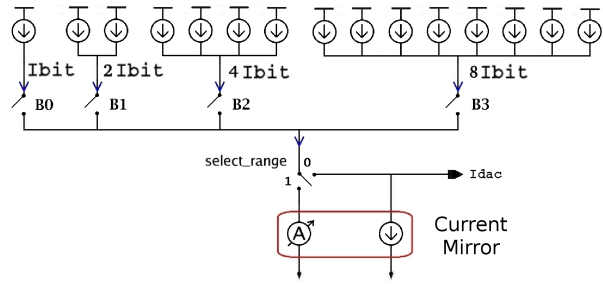 Ibit
2 Ibit
4 Ibit
8 Ibit
B0
B1
B2
B3
select_range
0
1
Idac
A
Current
Mirror